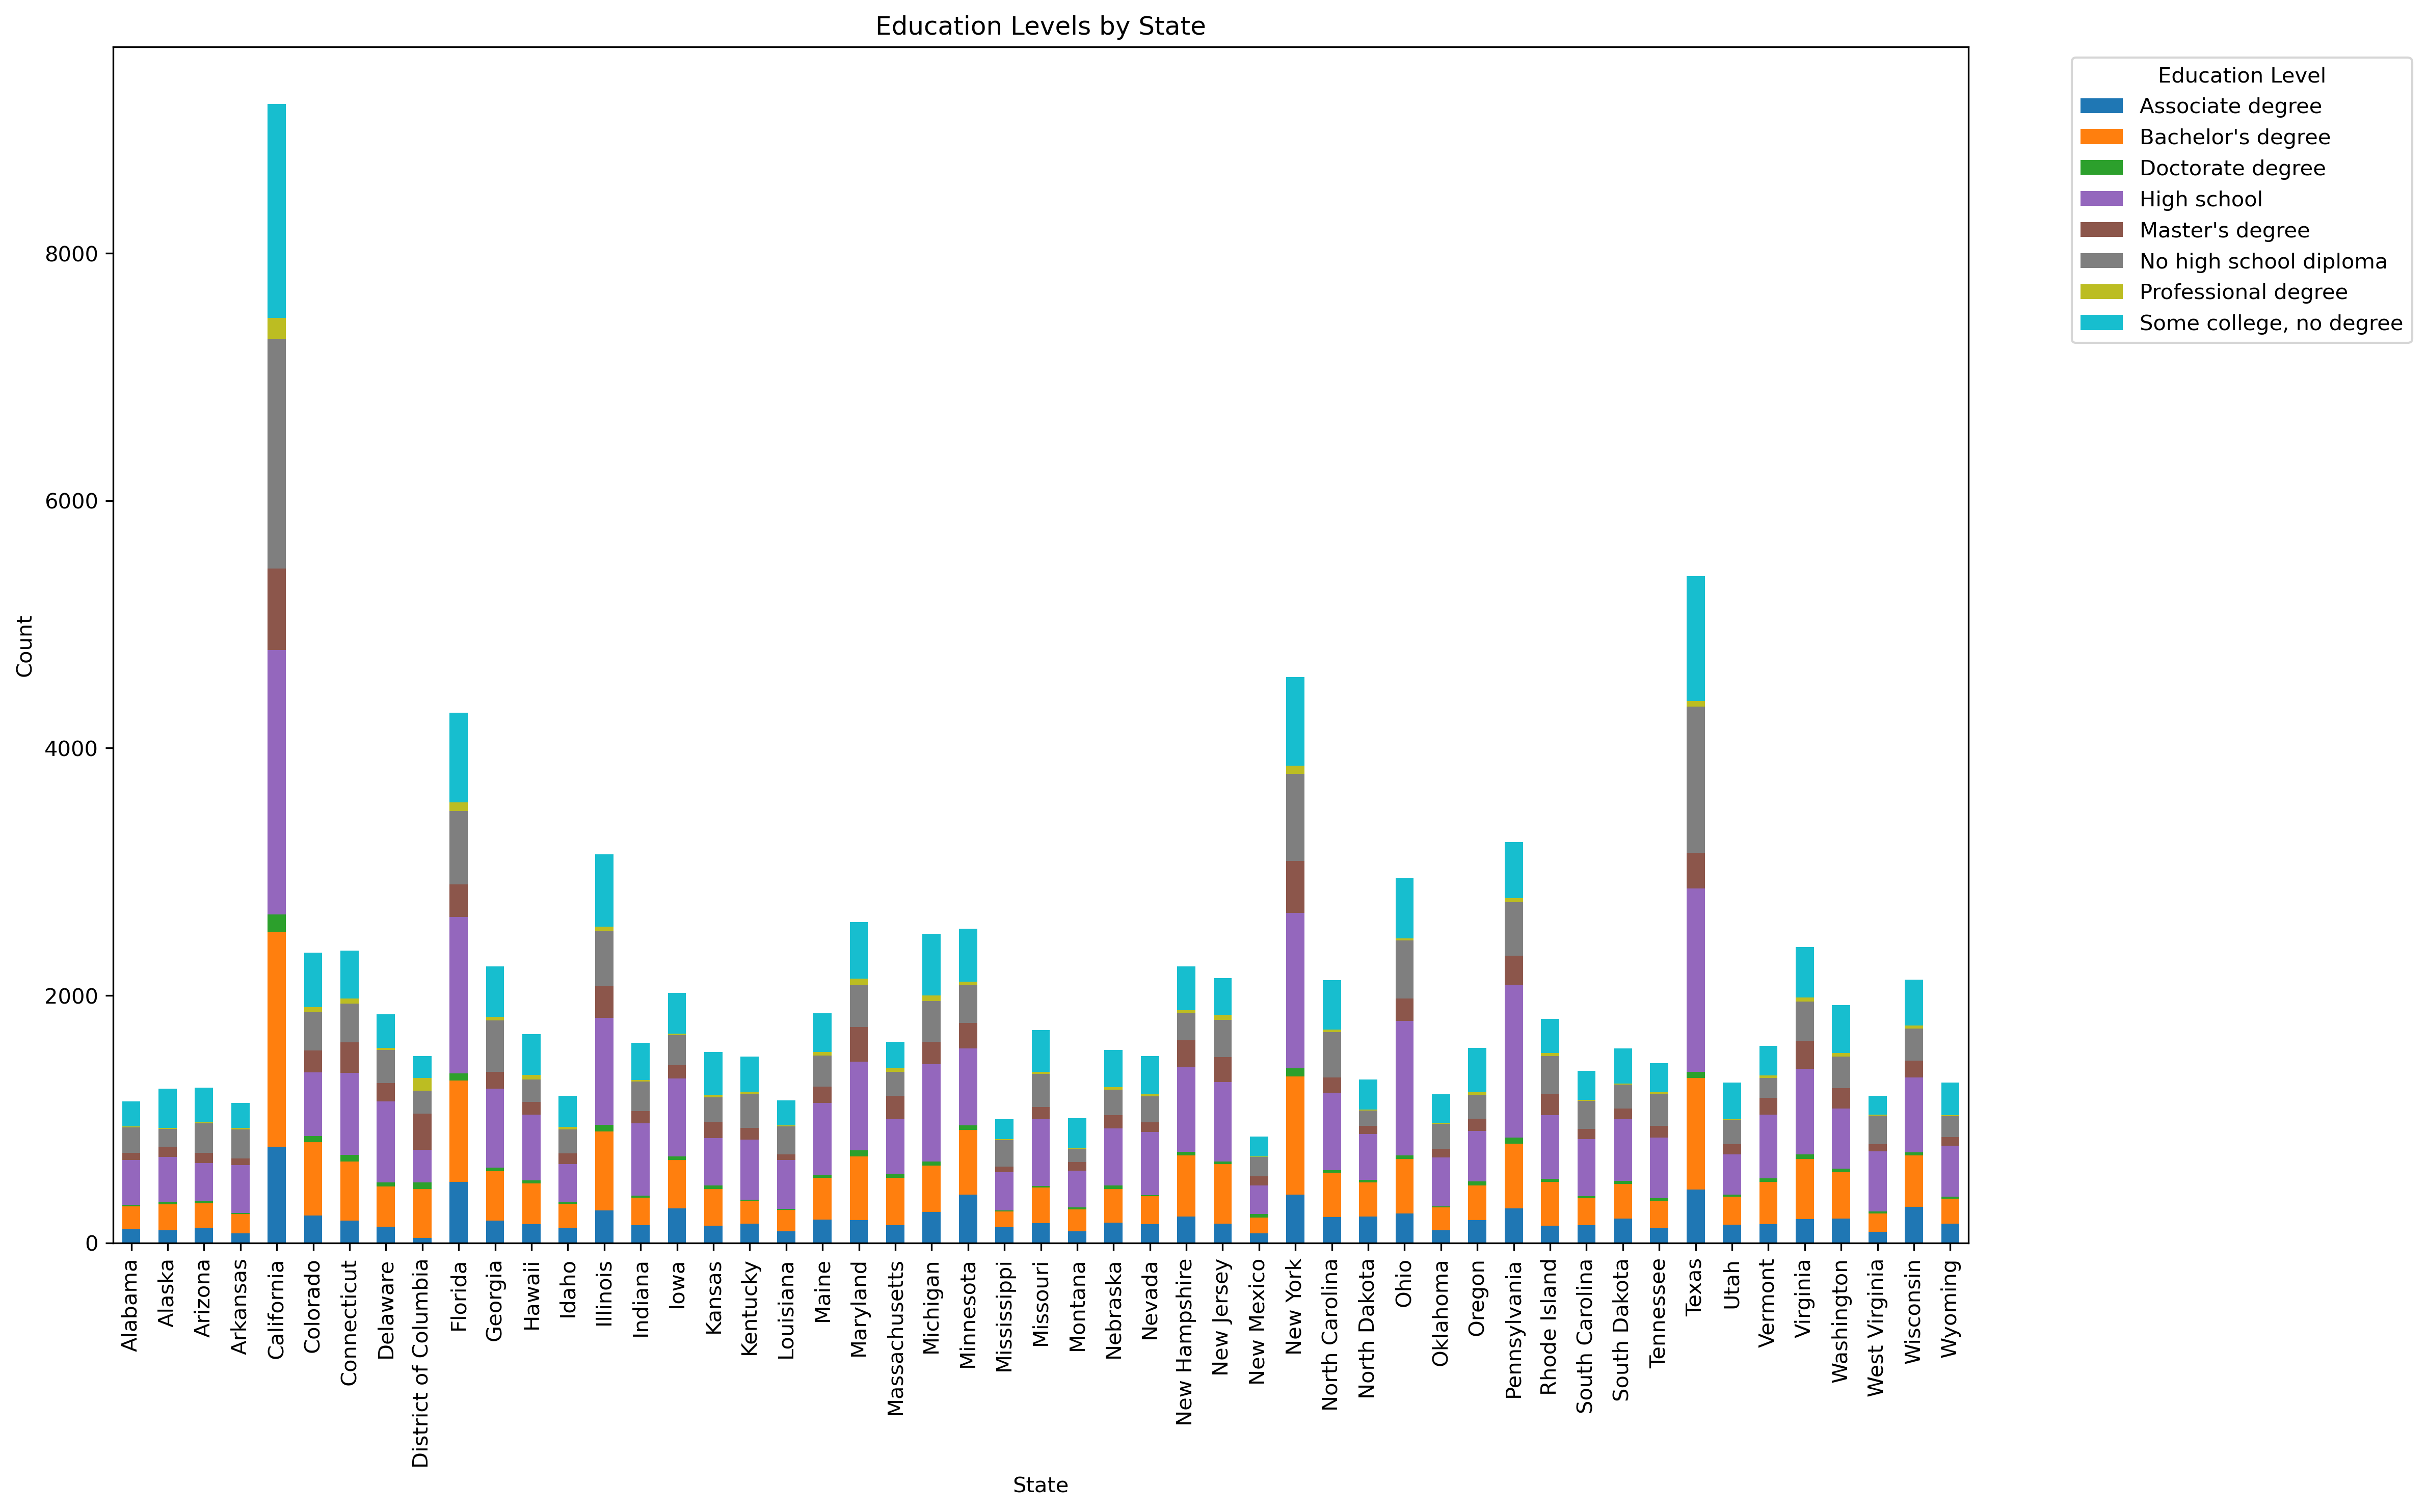 Education Levels by State
Education Level
Associate degree
Bachelor's degree
Doctorate degree
High school
Master's degree
No high school diploma
Professional degree
Some college, no degree
Count
8000
6000
4000
2000
0
Alabama
Alaska
Arizona
Arkansas
California
Colorado
Connecticut
Delaware
District of Columbia
Florida
Georgia
Hawaii
Idaho
Illinois
Indiana
Iowa
Kansas
Kentucky
Louisiana
Maine
Maryland
Massachusetts
Michigan
Minnesota
Mississippi
Missouri
Montana
Nebraska
Nevada
New Hampshire
New Jersey
New Mexico
New York
North Carolina
North Dakota
Ohio
Oklahoma
Oregon
Pennsylvania
Rhode Island
South Carolina
South Dakota
Tennessee
Texas
Utah
Vermont
Virginia
Washington
West Virginia
Wisconsin
Wyoming
State